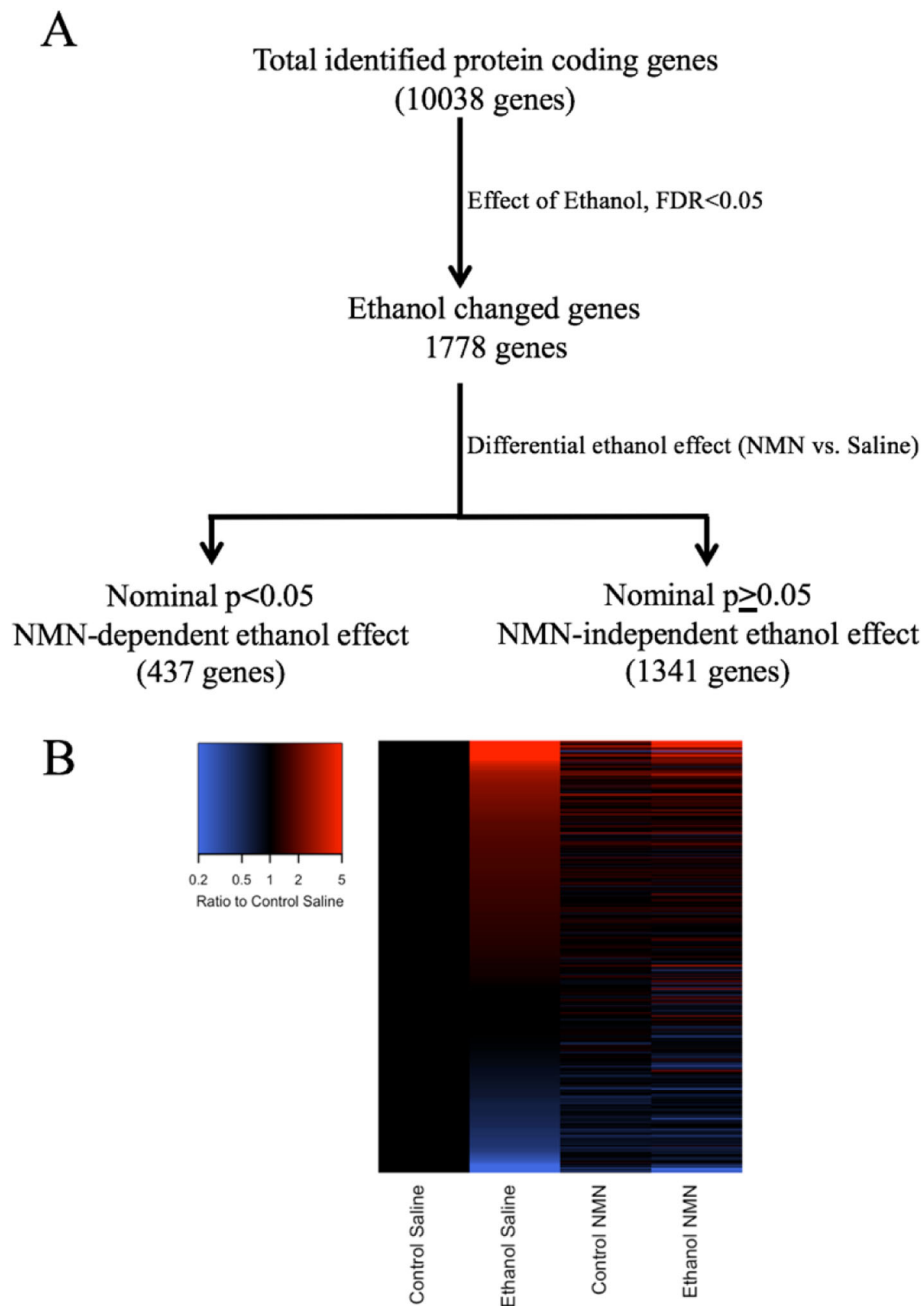 A
Total identified protein coding genes
(10038 genes)
Effect of Ethanol, FDR<0.05
Ethanol changed genes
1778 genes
Differential ethanol effect (NMN vs. Saline)
Nominal p<0.05
NMN-dependent ethanol effect
(437 genes)
Nominal p≥0.05
NMN-independent ethanol effect
(1341 genes)
B
0.2 0.5 1 2 5
Ratio to Control Saline
Control Saline
Ethanol Saline
Control NMN
Ethanol NMN